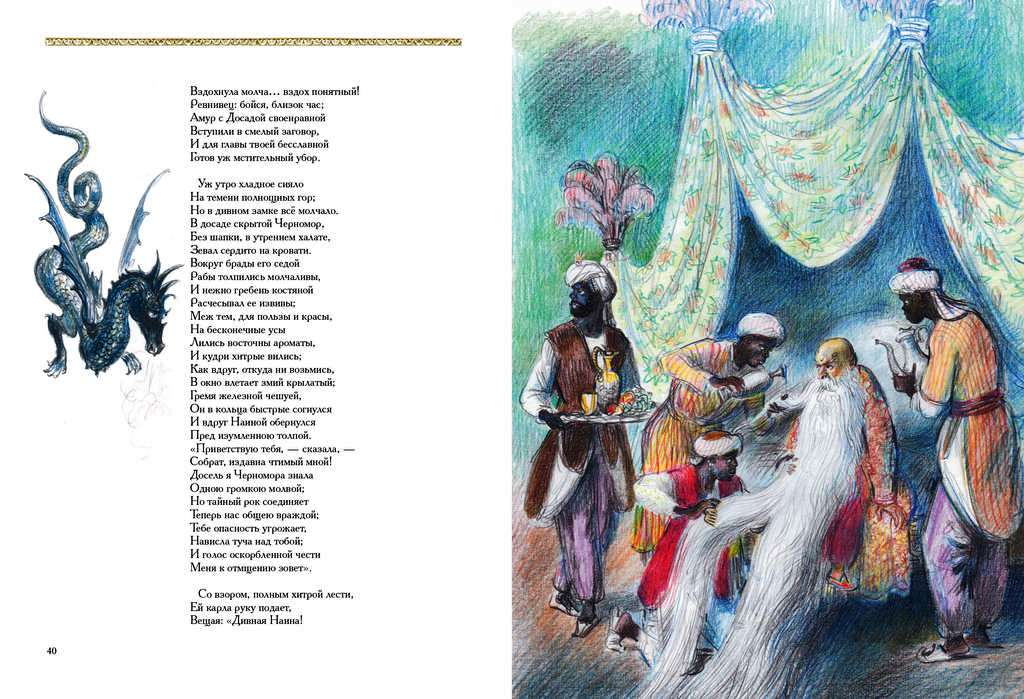 Вздохнула молча... вздох понятный!
Ревнивец: бойся, близок час;
Амур с Досадой своенравной
Вступили в смелый заговор,
И для главы твоей бесславной
Готов уж мстительный убор.
Уж утро хладное сияло
На темени полнощных гор;
Но в дивном замке всё молчало.
В досаде скрытой Черномор,
Без шапки, в утреннем халате,
Зевал сердито на кровати.
Вокруг брады его седой
Рабы толпились молчаливы,
И нежно гребень костяной
Расчесывал ее извивы;
Меж тем, для пользы и красы,
На бесконечные усы
Лились восточны ароматы,
И кудри хитрые вились;
Как вдруг, откуда ни возьмись,
В окно влетает змий крылатый;
Гремя железной чешуей,
Он в кольца быстрые согнулся
И вдруг Наиной обернулся
Пред изумленною толпой.
«Приветствую тебя, — сказала, —
Собрат, издавна чтимый мной!
Досель я Черномора знала
Одною громкою молвой;
Но тайный рок соединяет
Теперь нас общею враждой;
Тебе опасность угрожает,
Нависла туча над тобой;
И голос оскорбленной чести
Меня к отмщению зовет».
Со взором, полным хитрой лести,
Ей карла руку подает,
Вещая: «Дивная Наина!
40